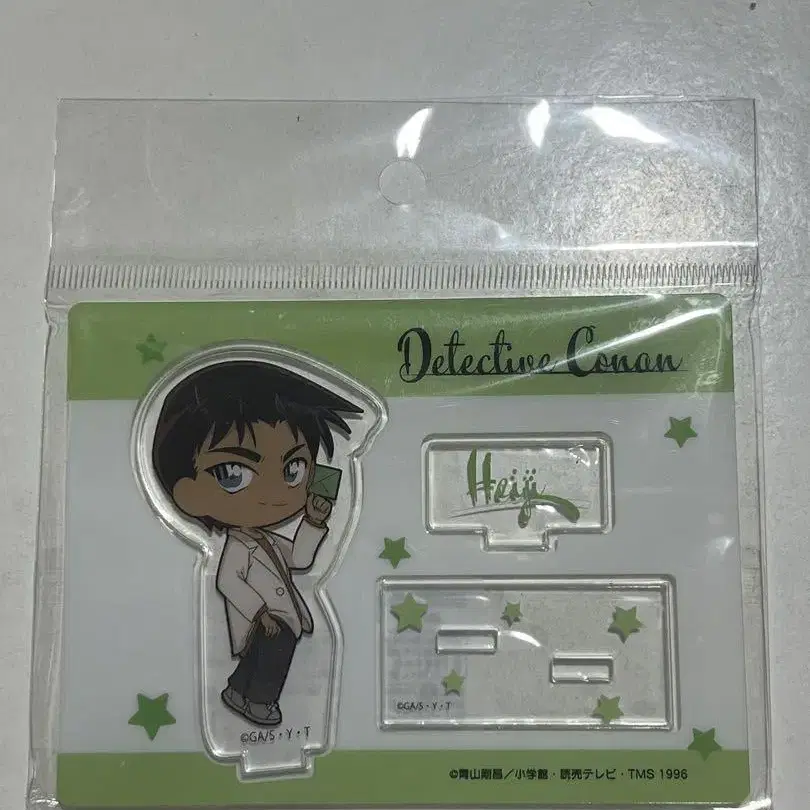 Detective Conan
Heiji
©GA/S・Y・T
©GA/S・Y・T
©青山剛昌／小学館・読売テレビ・TMS 1996